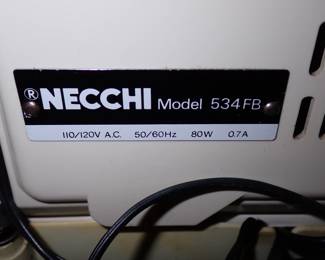 ® NECCHI Model 534FB
110/120V A.C. 50/60Hz 80W 0.7A